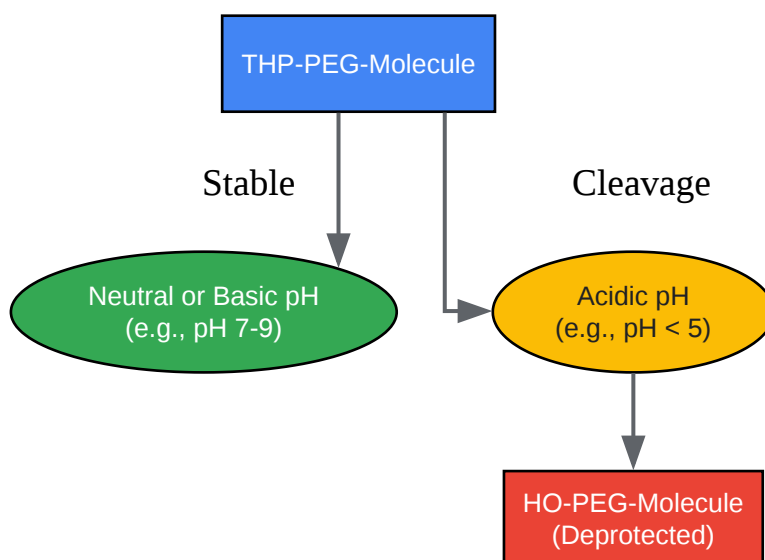 THP-PEG-Molecule
Stable
Cleavage
Neutral or Basic pH
(e.g., pH 7-9)
Acidic pH
(e.g., pH < 5)
HO-PEG-Molecule
(Deprotected)